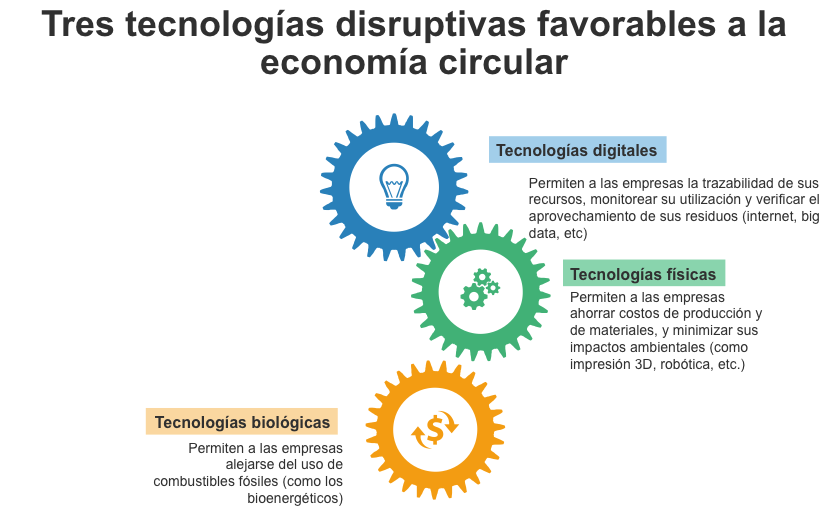 Tres tecnologías disruptivas favorables a la
economía circular
Tecnologías digitales
Permiten a las empresas la trazabilidad de sus
recursos, monitorear su utilización y verificar el
aprovechamiento de sus residuos (internet, big
data, etc)
Tecnologías físicas
Permiten a las empresas
ahorrar costos de producción y
de materiales, y minimizar sus
impactos ambientales (como
impresión 3D, robótica, etc.)
$
Tecnologías biológicas
Permiten a las empresas
alejarse del uso de
combustibles fósiles (como los
bioenergéticos)